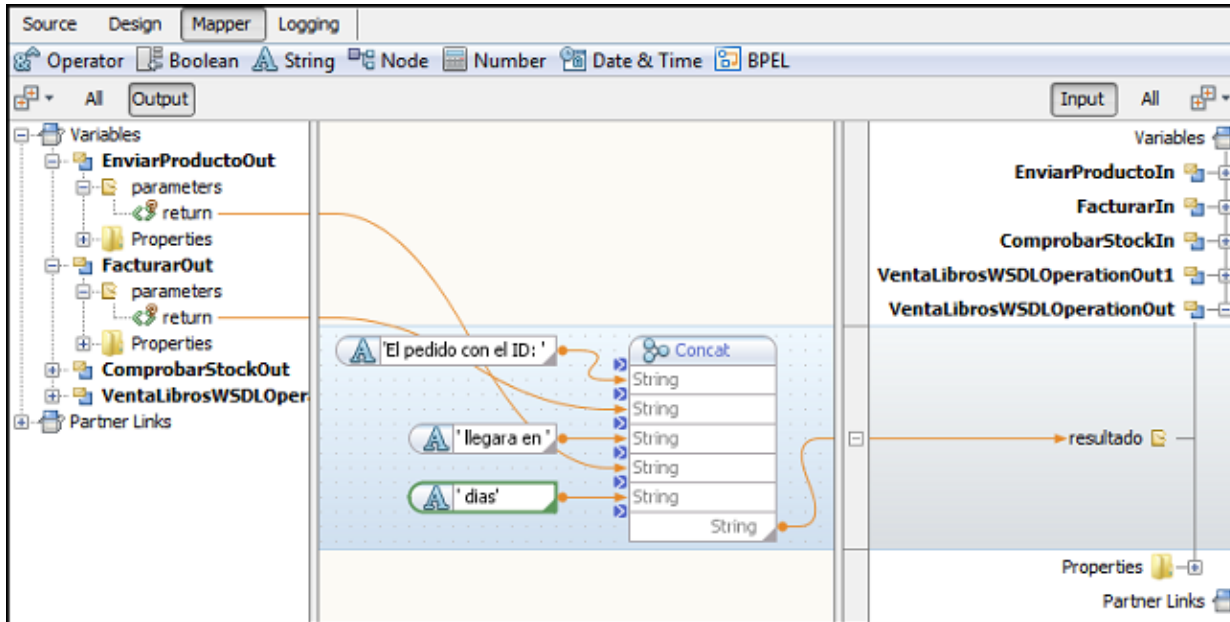 Source Design Mapper Logging
Operator Boolean String Node Number Date & Time BPEL
All Output Input All
Variables
EnviarProductoOut
parameters
return
Properties
FacturarOut
parameters
return
Properties
ComprobarStockOut
VentaLibrosWSDLOper
Partner Links
'El pedido con el ID: '
' llegara en '
' dias'
Concat
String
String
String
String
String
String
Variables
EnviarProductoIn
FacturarIn
ComprobarStockIn
VentaLibrosWSDLOperationOut1
VentaLibrosWSDLOperationOut
resultado
Properties
Partner Links